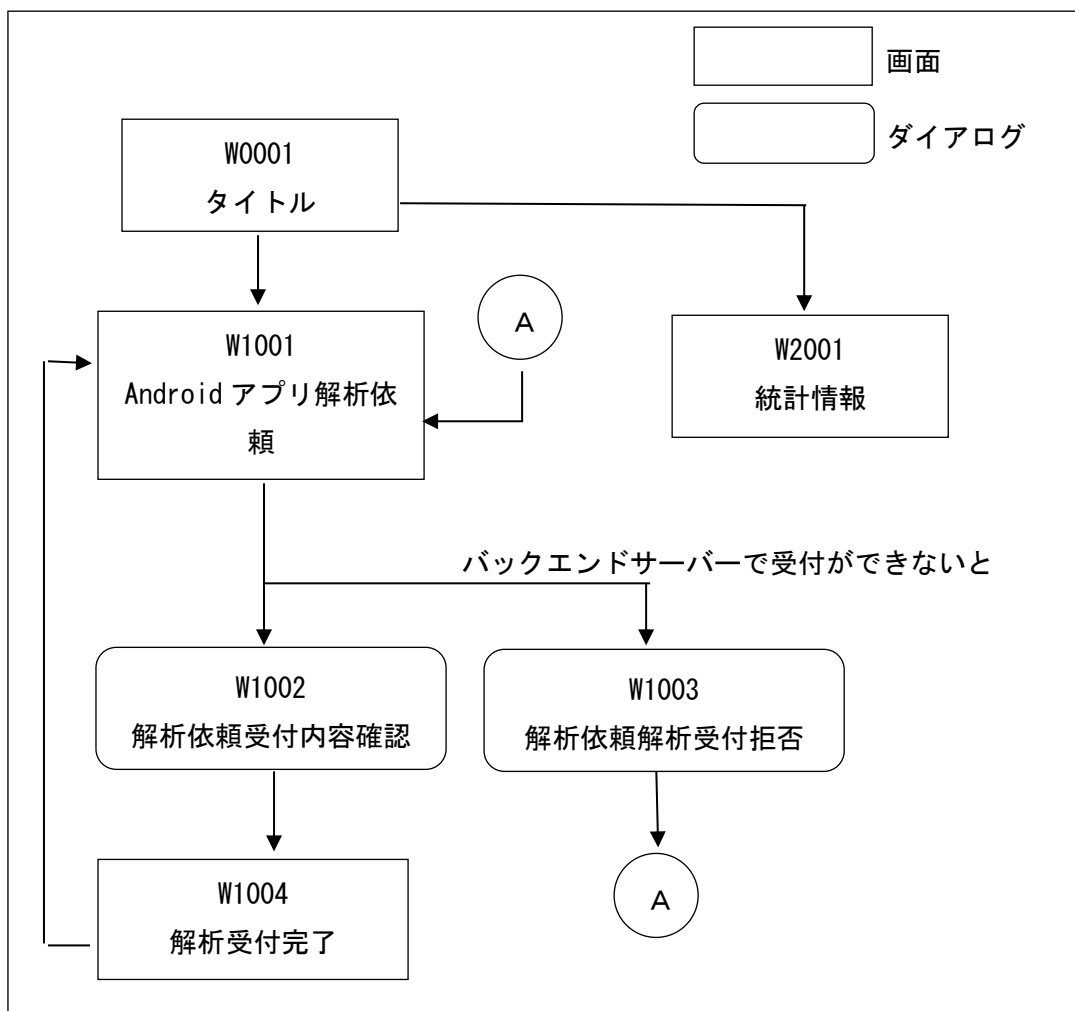 画面
ダイアログ
W0001
タイトル
A
W1001
Android アプリ解析依
頼
W2001
統計情報
バックエンドサーバーで受付ができないと
W1002
解析依頼受付内容確認
W1003
解析依頼解析受付拒否
W1004
解析受付完了
A